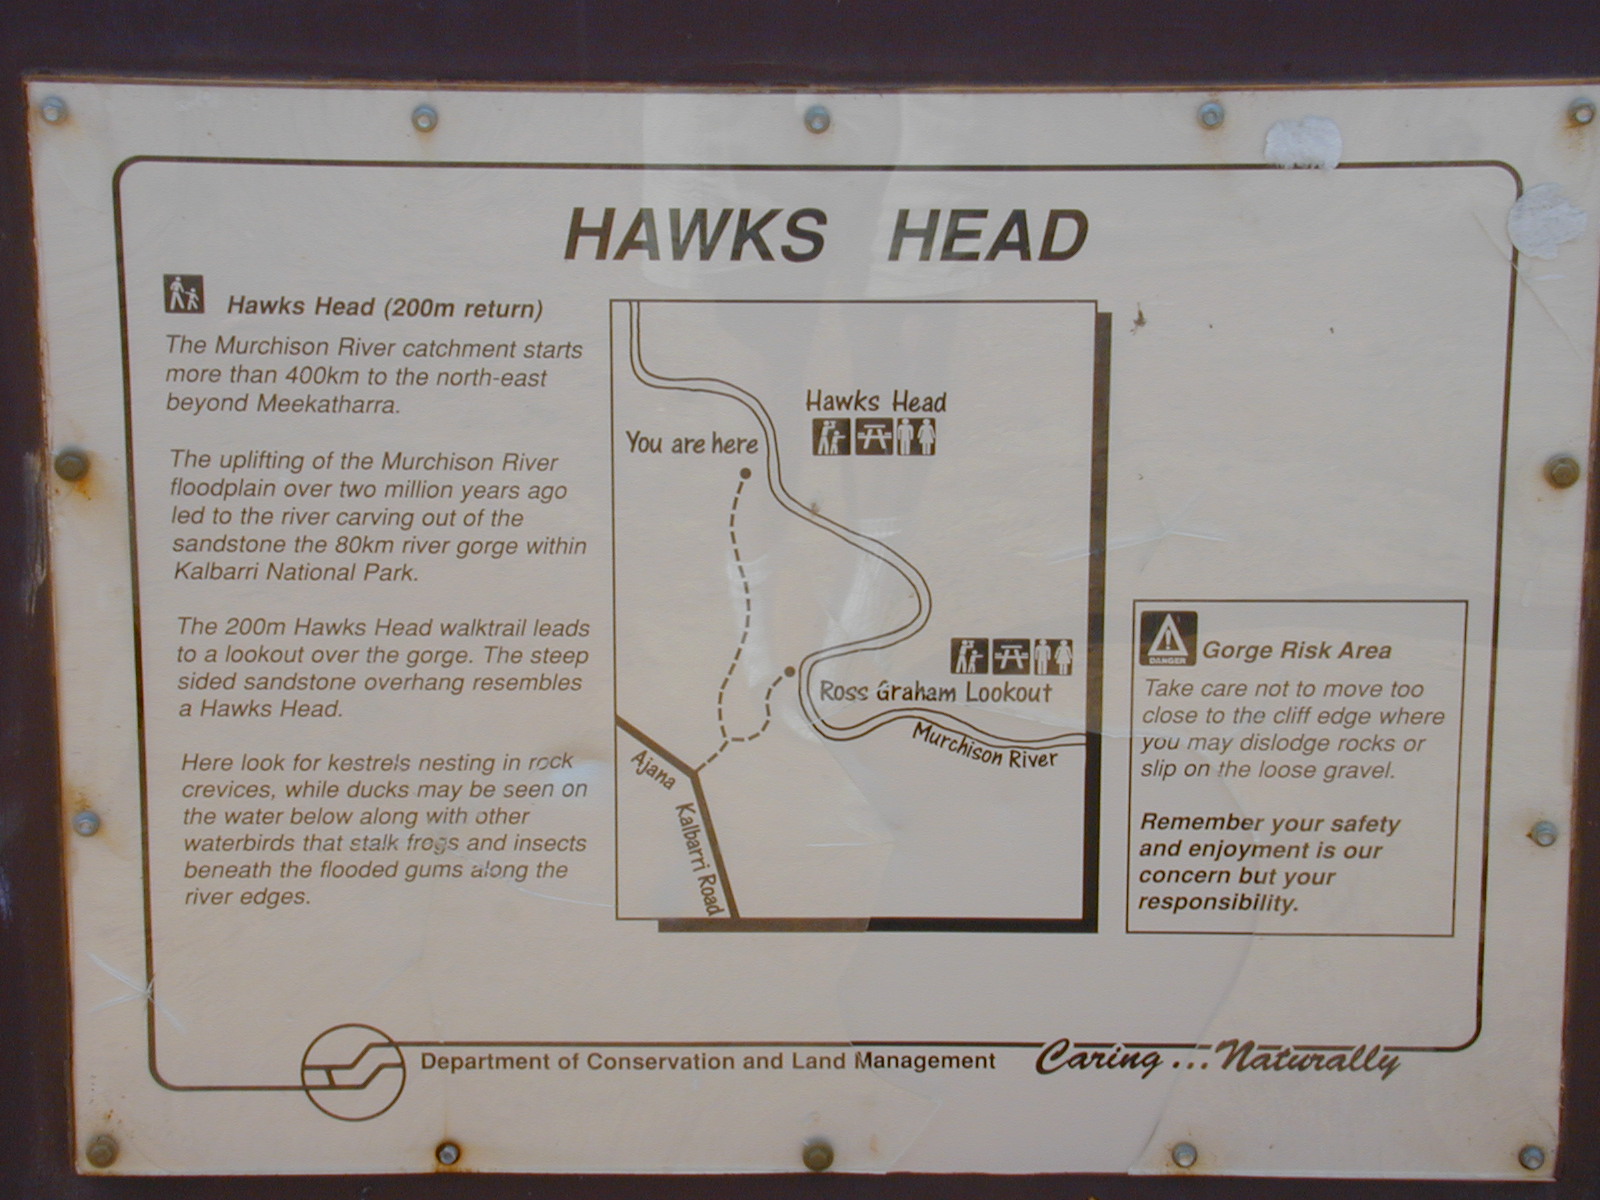 HAWKS HEAD
Hawks Head (200m return)
The Murchison River catchment starts
more than 400km to the north-east
beyond Meekatharra.
The uplifting of the Murchison River
floodplain over two million years ago
led to the river carving out of the
sandstone the 80km river gorge within
Kalbarri National Park.
The 200m Hawks Head walktrail leads
to a lookout over the gorge. The steep
sided sandstone overhang resembles
a Hawks Head.
Here look for kestrels nesting in rock
crevices, while ducks may be seen on
the water below along with other
waterbirds that stalk frogs and insects
beneath the flooded gums along the
river edges.
Hawks Head
You are here
Ross Graham Lookout
Murchison River
Ajana
Kalbarri Road
DANGER
Gorge Risk Area
Take care not to move too
close to the cliff edge where
you may dislodge rocks or
slip on the loose gravel.
Remember your safety
and enjoyment is our
concern but your
responsibility.
Department of Conservation and Land Management
Caring...Naturally